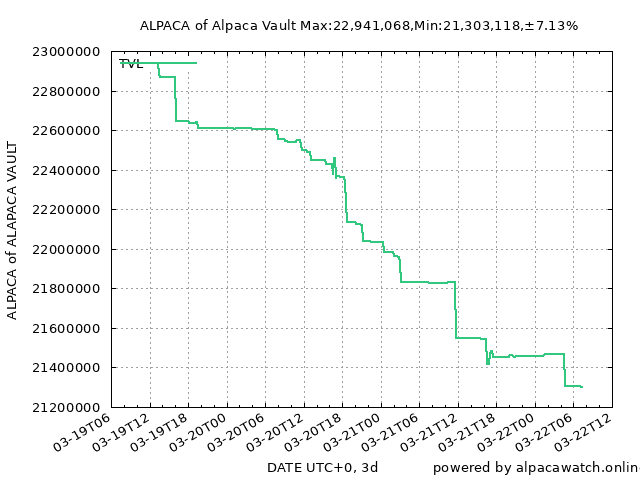 ALPACA of Alpaca Vault Max:22,941,068,Min:21,303,118,±7.13%
TVL
23000000
22800000
22600000
22400000
22200000
22000000
21800000
21600000
21400000
21200000
ALPACA of ALAPACA VAULT
03-19T06
03-19T12
03-19T18
03-20T00
03-20T06
03-20T12
03-20T18
03-21T00
03-21T06
03-21T12
03-21T18
03-22T00
03-22T06
03-22T12
DATE UTC+0, 3d
powered by alpacawatch.online